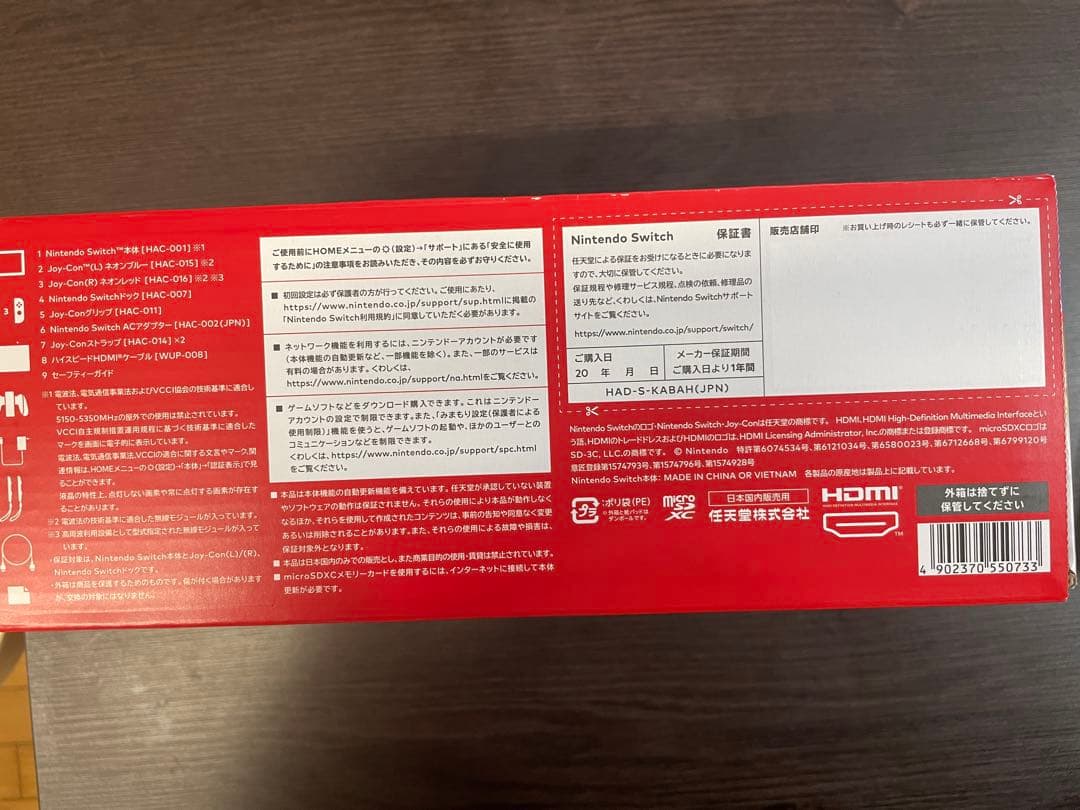 1 Nintendo Switch™本体 [HAC-001] ※1
2 Joy-Con™(L) ネオンブルー [HAC-015] ※2
3 Joy-Con(R) ネオンレッド [HAC-016] ※2 ※3
4 Nintendo Switchドック [HAC-007]
5 Joy-Conグリップ [HAC-011]
6 Nintendo Switch ACアダプター [HAC-002(JPN)]
7 Joy-Conストラップ [HAC-014] ×2
8 ハイスピードHDMI®ケーブル [WUP-008]
9 セーフティーガイド
3
※1 電波法、電気通信事業法およびVCCI協会の技術基準に適合し
ています。
5150-5350MHzの屋外での使用は禁止されています。
VCCI自主規制措置運用規程に基づく技術基準に適合した
マークを画面に電子的に表示しています。
電波法、電気通信事業法、VCCIの適合に関する文言やマーク、関
連情報は、HOMEメニューの(設定)→「本体」→「認証表示」で見
ることができます。
液晶の特性上、点灯しない画素や常に点灯する画素が存在す
ることがあります。
※2 電波法の技術基準に適合した無線モジュールが入っています。
※3 高周波利用設備として型式指定された無線モジュールが入って
います。
・保証対象は、Nintendo Switch本体とJoy-Con(L)/(R)、
Nintendo Switchドックです。
・外箱は商品を保護するためのものです。傷が付く場合があります
が、交換の対象にはなりません。
ご使用前にHOMEメニューの(設定)→「サポート」にある「安全に使用
するために」の注意事項をお読みいただき、その内容を必ずお守りください。
■ 初回設定は必ず保護者の方が行ってください。ご使用にあたり、
https://www.nintendo.co.jp/support/sup.htmlに掲載の
「Nintendo Switch利用規約」に同意していただく必要があります。
■ ネットワーク機能を利用するには、ニンテンドーアカウントが必要です
(本体機能の自動更新など、一部機能を除く)。また、一部のサービスは
有料の場合があります。くわしくは、
https://www.nintendo.co.jp/support/na.htmlをご覧ください。
■ ゲームソフトなどをダウンロード購入できます。これはニンテンドー
アカウントの設定で制限できます。また、「みまもり設定(保護者による
使用制限)」機能を使うと、ゲームソフトの起動や、ほかのユーザーとの
コミュニケーションなどを制限できます。
くわしくは、https://www.nintendo.co.jp/support/spc.html
をご覧ください。
■ 本品は本体機能の自動更新機能を備えています。任天堂が承認していない装置
やソフトウェアの動作は保証されません。それらの使用により本品が動作しなく
なるほか、それらを使用して作成されたコンテンツは、事前の告知や同意なく変更
あるいは削除されることがあります。また、それらの使用による故障や損害は、
保証対象外となります。
■ 本品は日本国内のみでの販売とし、また商業目的の使用・賃貸は禁止されています。
■ microSDXCメモリーカードを使用するには、インターネットに接続して本体
更新が必要です。
Nintendo Switch 保証書
任天堂による保証をお受けになるときに必要になりま
すので、大切に保管してください。
保証規程や修理サービス規程、点検の依頼、修理品の
送り先など、くわしくは、Nintendo Switchサポート
サイトをご覧ください。
https://www.nintendo.co.jp/support/switch/
ご購入日
20 年 月 日
メーカー保証期間
ご購入日より1年間
HAD-S-KABAH(JPN)
販売店舗印
※お買い上げ時のレシートも必ず一緒に保管してください。
Nintendo Switchのロゴ・Nintendo Switch・Joy-Conは任天堂の商標です。 HDMI、HDMI High-Definition Multimedia Interfaceとい
う語、HDMIのトレードドレスおよびHDMIのロゴは、HDMI Licensing Administrator, Inc.の商標または登録商標です。 microSDXCロゴは
SD-3C, LLC.の商標です。 © Nintendo 特許第6074534号、第6121034号、第6580023号、第6712668号、第6799120号
意匠登録第1574793号、第1574796号、第1574928号
Nintendo Switch本体: MADE IN CHINA OR VIETNAM 各製品の原産地は製品上に記載しています。
プラ
:ポリ袋(PE)
※ 外箱と紙パッドは
ダンボールです。
micro
SD
XC
日本国内販売用
任天堂株式会社
HDMI
HIGH-DEFINITION MULTIMEDIA INTERFACE
TM
外箱は捨てずに
保管してください
4 902370 550733